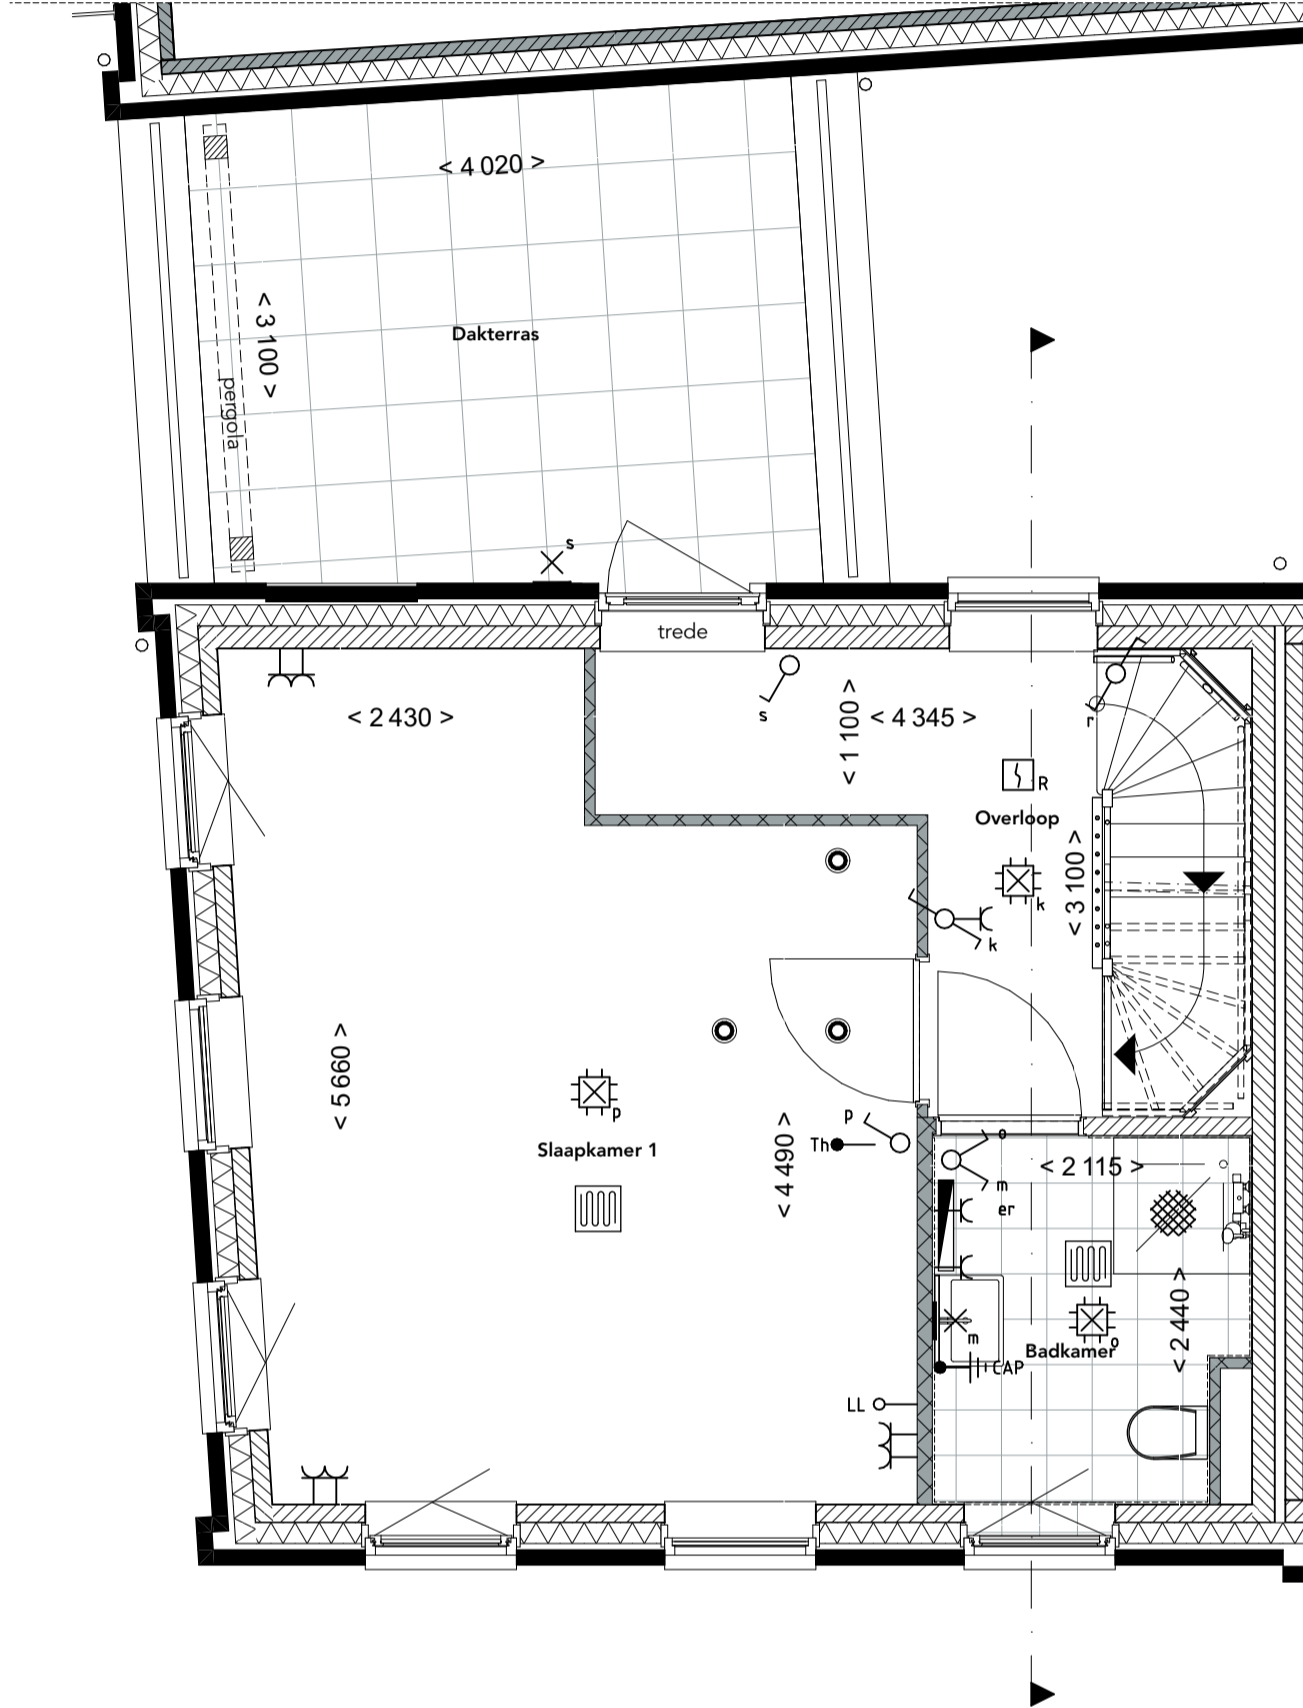 < 4 020 >
< 3 100 >
Dakterras
pergola
s
trede
s
< 2 430 >
< 1 100 >
< 4 345 >
r
R
Overloop
k
< 3 100 >
k
< 5 660 >
p
Slaapkamer 1
p
Th
< 4 490 >
o
m
er
< 2 115 >
< 2 440 >
o
m
Badkamer
CAP
LL